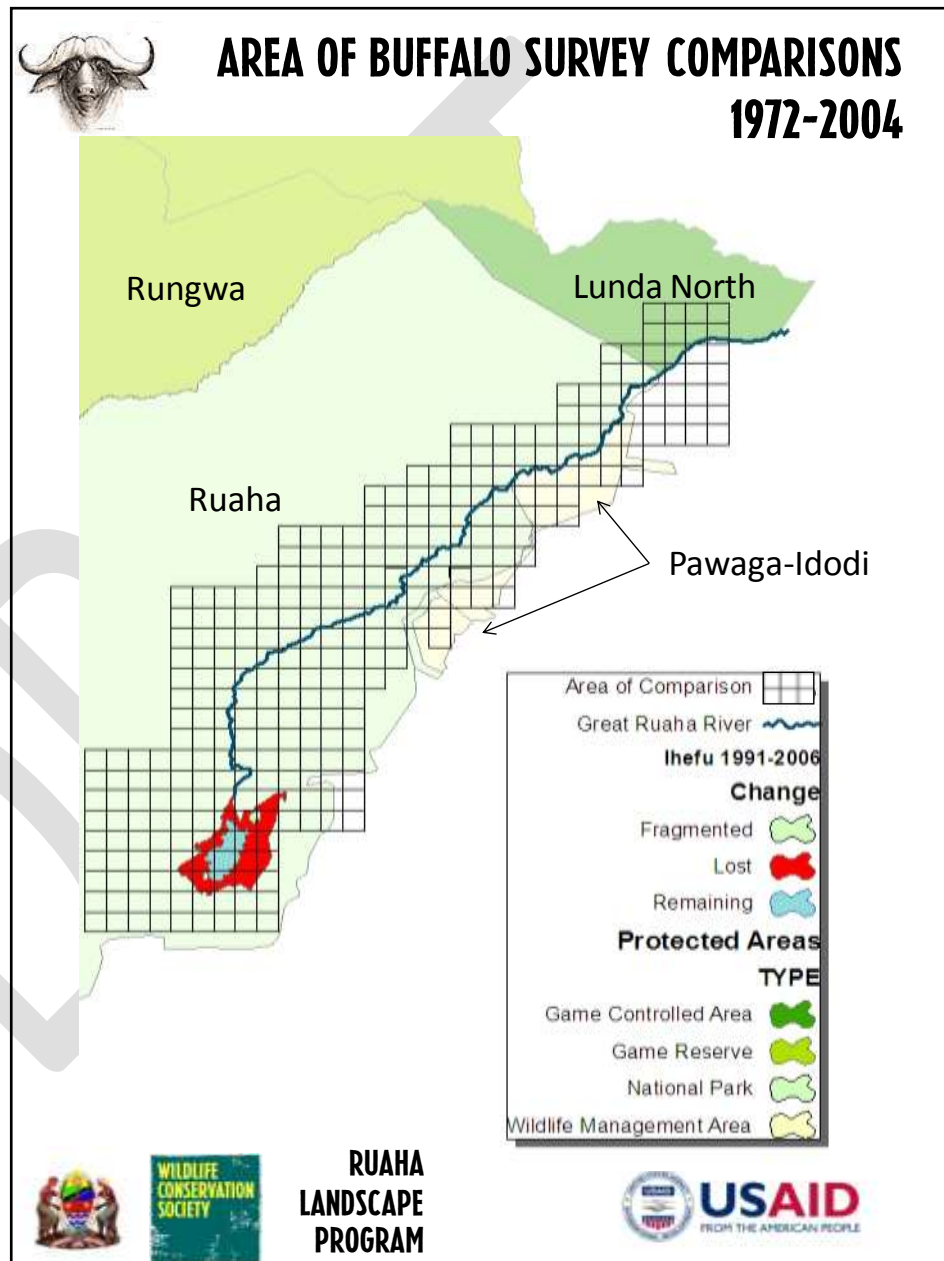 AREA OF BUFFALO SURVEY COMPARISONS
1972-2004
Rungwa
Lunda North
Ruaha
Pawaga-Idodi
Area of Comparison
Great Ruaha River
Ihefu 1991-2006
Change
Fragmented
Lost
Remaining
Protected Areas
TYPE
Game Controlled Area
Game Reserve
National Park
Wildlife Management Area
WILDLIFE
CONSERVATION
SOCIETY
RUAHA
LANDSCAPE
PROGRAM
USAID
USAID
FROM THE AMERICAN PEOPLE